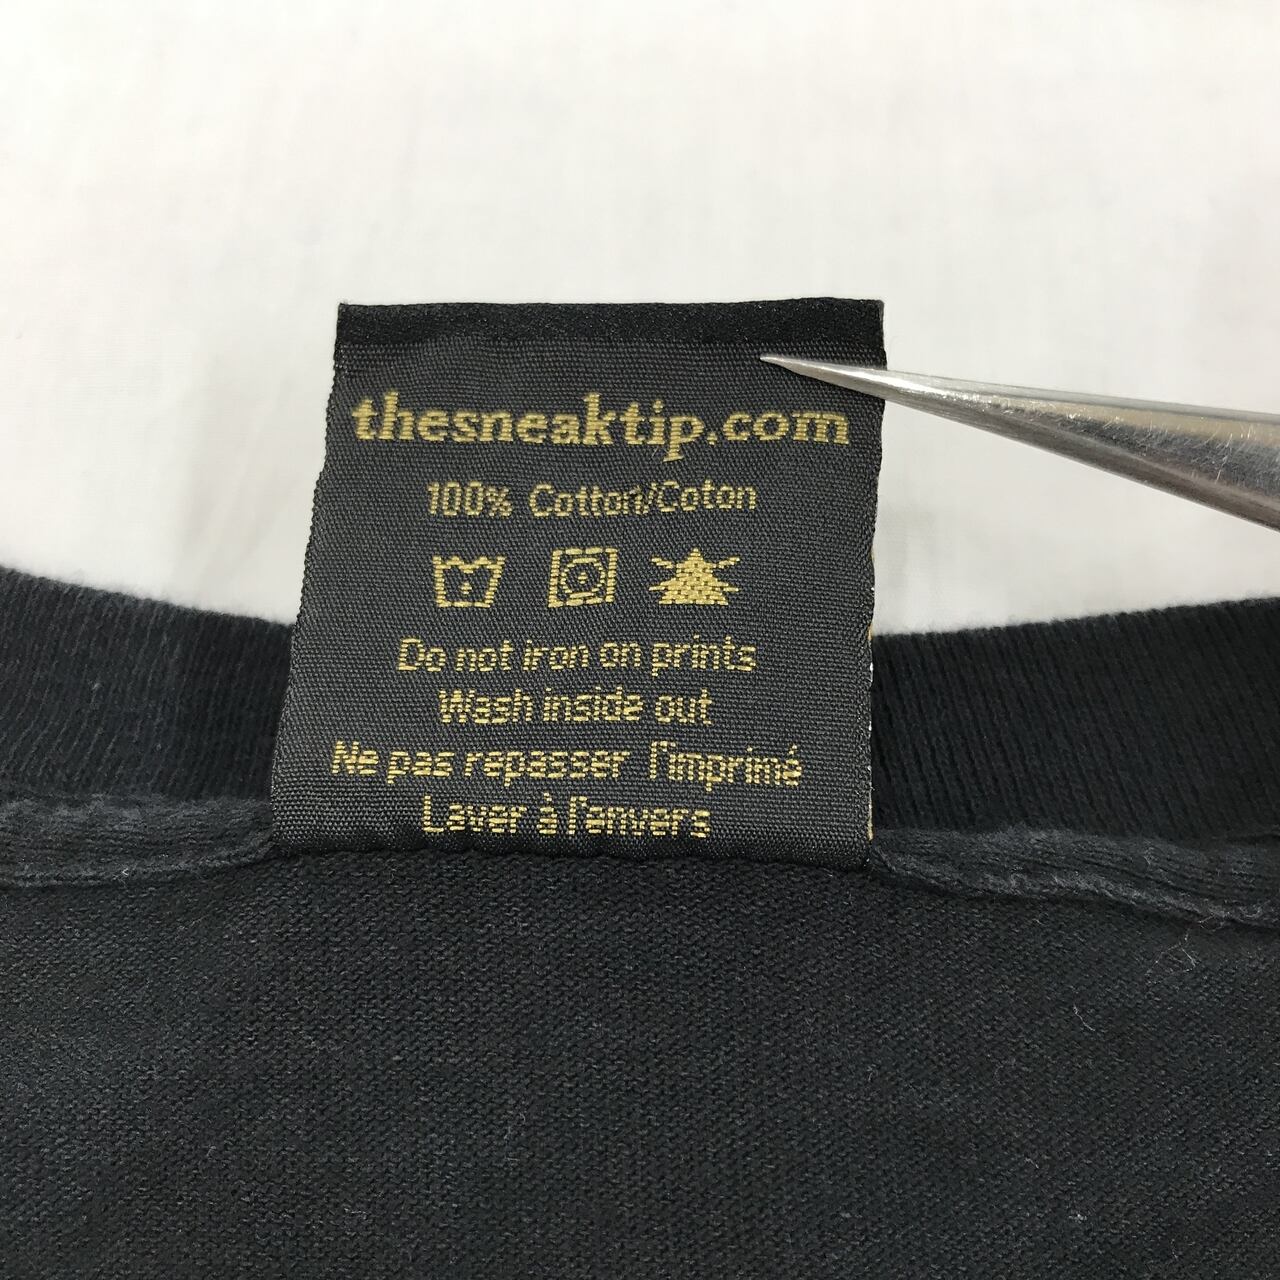 thesneaktip.com
100% Cotton/Coton
Do not iron on prints
Wash inside out
Ne pas repasser l'imprimé
Laver à l'envers